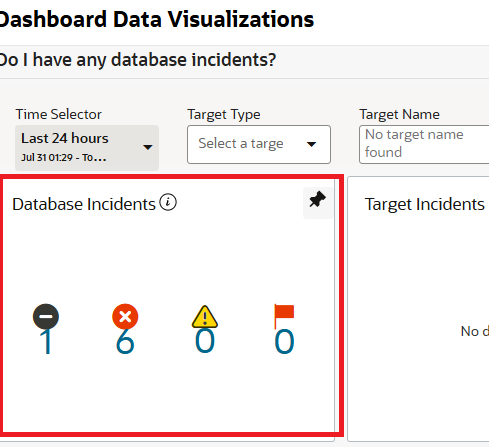 Dashboard Data Visualizations
Do I have any database incidents?
Time Selector
Last 24 hours
Jul 31 01:29 - To...
Target Type
Select a targe
Target Name
No target name
found
Database Incidents
1 6 0 0
Target Incidents
No d